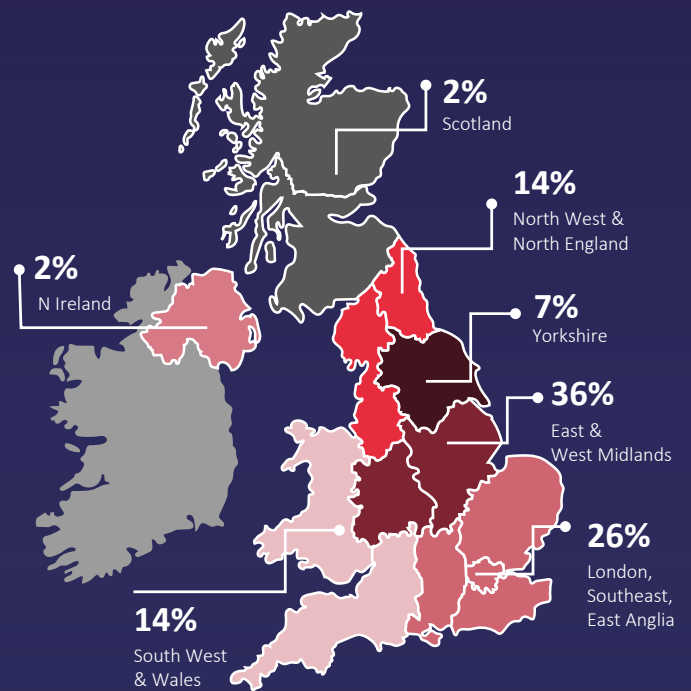 2%
Scotland
14%
North West &
North England
2%
N Ireland
7%
Yorkshire
36%
East &
West Midlands
26%
London,
Southeast,
East Anglia
14%
South West
& Wales